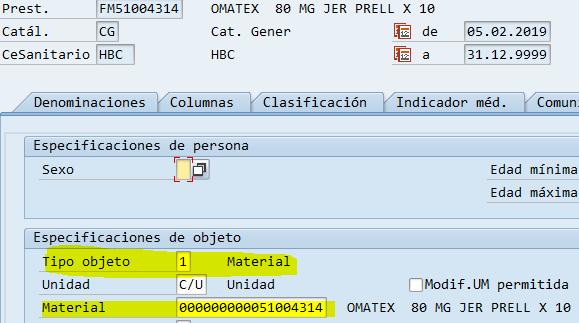 Prest. FM51004314 OMATEX 80 MG JER PRELL X 10
Catál. CG Cat. Gener de 05.02.2019
CeSanitario HBC HBC a 31.12.9999
Denominaciones Columnas Clasificación Indicador méd. Comuni
Especificaciones de persona
Sexo Edad mínima
Edad máxima
Especificaciones de objeto
Tipo objeto 1 Material
Unidad C/U Unidad Modif.UM permitida
Material 000000000051004314 OMATEX 80 MG JER PRELL X 10